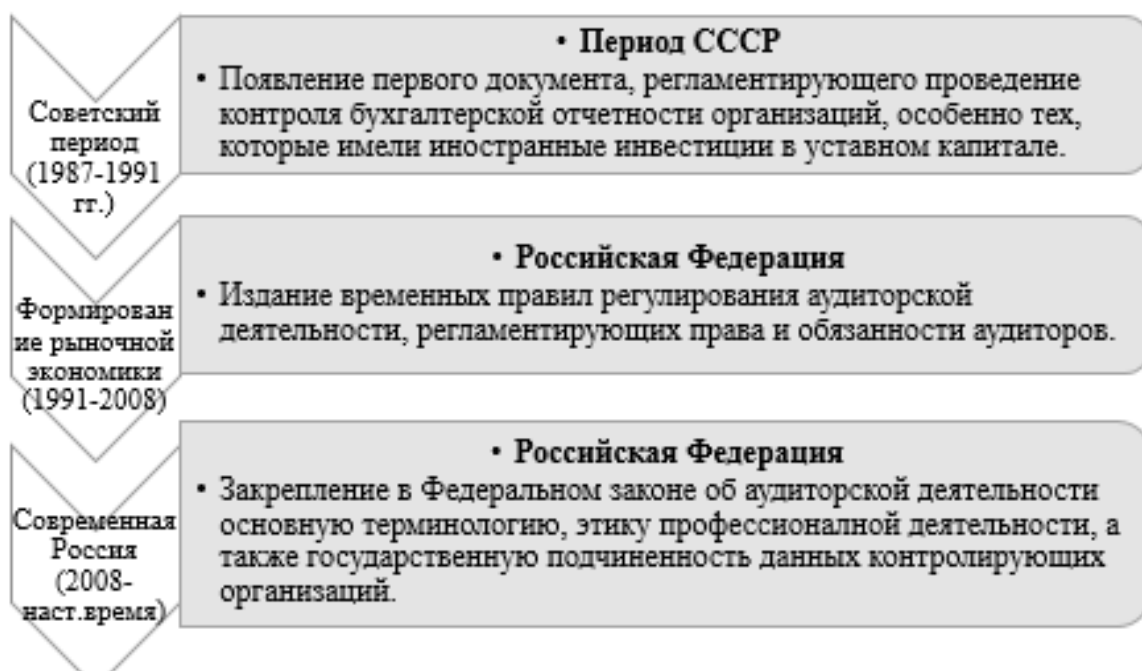 Советский
период
(1987-1991
гг.)
• Период СССР
• Появление первого документа, регламентирующего проведение
контроля бухгалтерской отчетности организаций, особенно тех,
которые имели иностранные инвестиции в уставном капитале.
Формирован
ие рыночной
экономики
(1991-2008)
• Российская Федерация
• Издание временных правил регулирования аудиторской
деятельности, регламентирующих права и обязанности аудиторов.
Современная
Россия
(2008-
наст.время)
• Российская Федерация
• Закрепление в Федеральном законе об аудиторской деятельности
основную терминологию, этику профессионалной деятельности, а
также государственную подчиненность данных контролирующих
организаций.